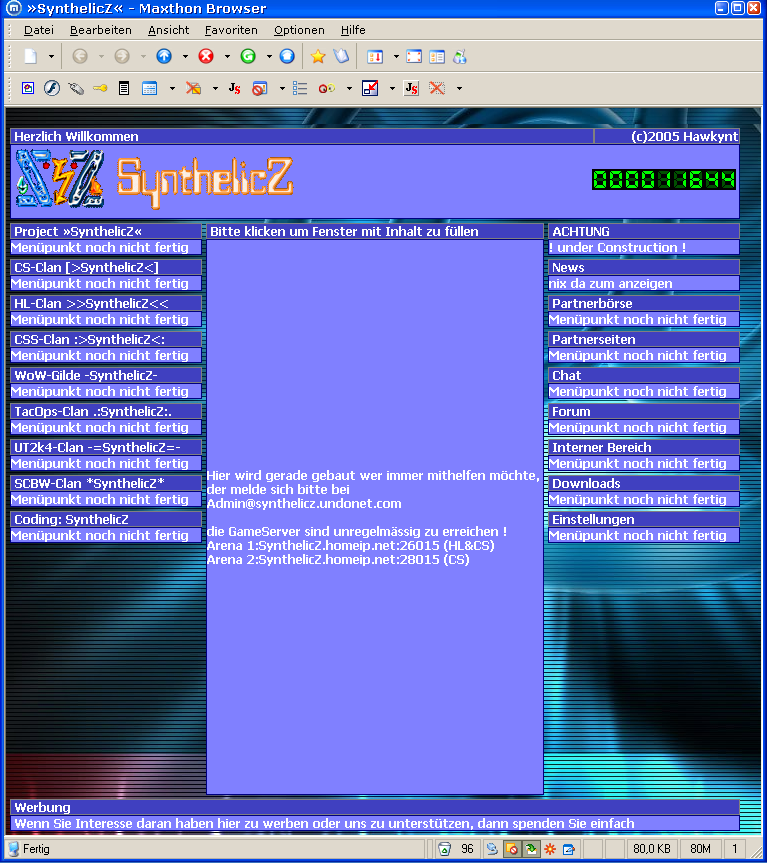 »SynthelicZ« - Maxthon Browser
Datei Bearbeiten Ansicht Favoriten Optionen Hilfe
Herzlich Willkommen (c)2005 Hawkynt
SynthelicZ
000011644
Project »SynthelicZ«
Menüpunkt noch nicht fertig
CS-Clan [>SynthelicZ<]
Menüpunkt noch nicht fertig
HL-Clan >>SynthelicZ<<
Menüpunkt noch nicht fertig
CSS-Clan :>SynthelicZ<:
Menüpunkt noch nicht fertig
WoW-Gilde -SynthelicZ-
Menüpunkt noch nicht fertig
TacOps-Clan .:SynthelicZ:.
Menüpunkt noch nicht fertig
UT2k4-Clan -=SynthelicZ=-
Menüpunkt noch nicht fertig
SCBW-Clan *SynthelicZ*
Menüpunkt noch nicht fertig
Coding: SynthelicZ
Menüpunkt noch nicht fertig
Bitte klicken um Fenster mit Inhalt zu füllen
Hier wird gerade gebaut wer immer mithelfen möchte,
der melde sich bitte bei
Admin@synthelicz.undonet.com
die GameServer sind unregelmässig zu erreichen !
Arena 1:SynthelicZ.homeip.net:26015 (HL&CS)
Arena 2:SynthelicZ.homeip.net:28015 (CS)
ACHTUNG
! under Construction !
News
nix da zum anzeigen
Partnerbörse
Menüpunkt noch nicht fertig
Partnerseiten
Menüpunkt noch nicht fertig
Chat
Menüpunkt noch nicht fertig
Forum
Menüpunkt noch nicht fertig
Interner Bereich
Menüpunkt noch nicht fertig
Downloads
Menüpunkt noch nicht fertig
Einstellungen
Menüpunkt noch nicht fertig
Werbung
Wenn Sie Interesse daran haben hier zu werben oder uns zu unterstützen, dann spenden Sie einfach
Fertig 96 80,0 KB 80M 1